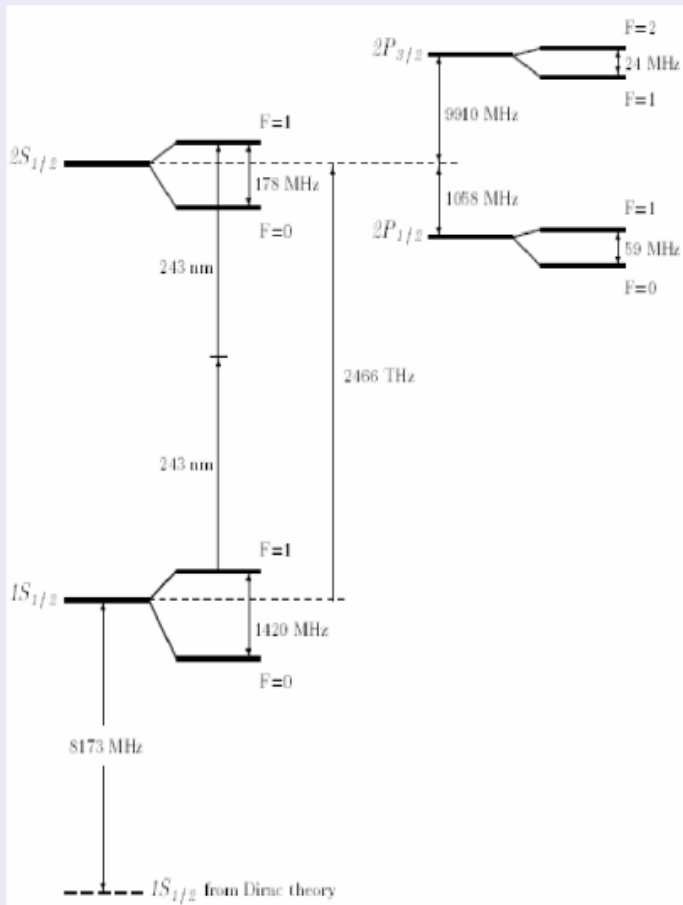 F=2
2P3/2
24 MHz
F=1
9910 MHz
F=1
2S1/2
178 MHz
1058 MHz
F=1
F=0
2P1/2
59 MHz
243 nm
F=0
2466 THz
243 nm
F=1
1S1/2
1420 MHz
F=0
8173 MHz
1S1/2 from Dirac theory